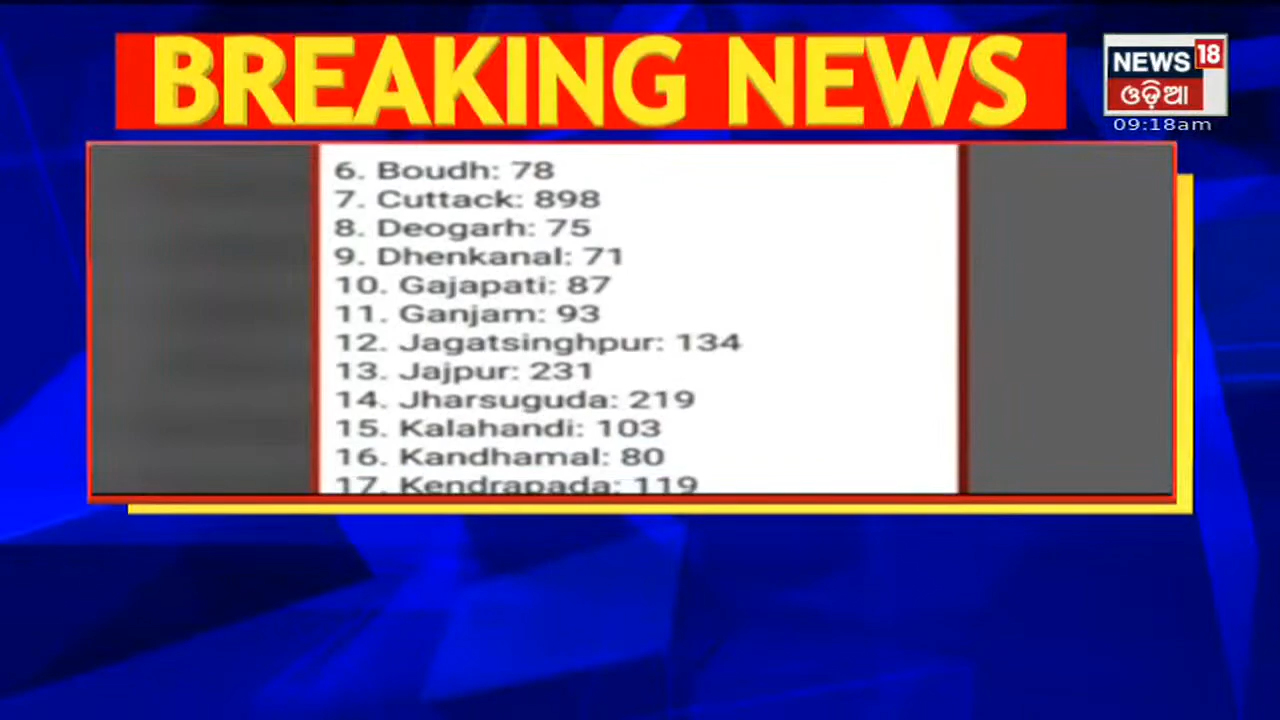 BREAKING NEWS
NEWS 18
ଓଡ଼ିଆ
09:18am
6. Boudh: 78
7. Cuttack: 898
8. Deogarh: 75
9. Dhenkanal: 71
10. Gajapati: 87
11. Ganjam: 93
12. Jagatsinghpur: 134
13. Jajpur: 231
14. Jharsuguda: 219
15. Kalahandi: 103
16. Kandhamal: 80
17. Kendrapada: 119